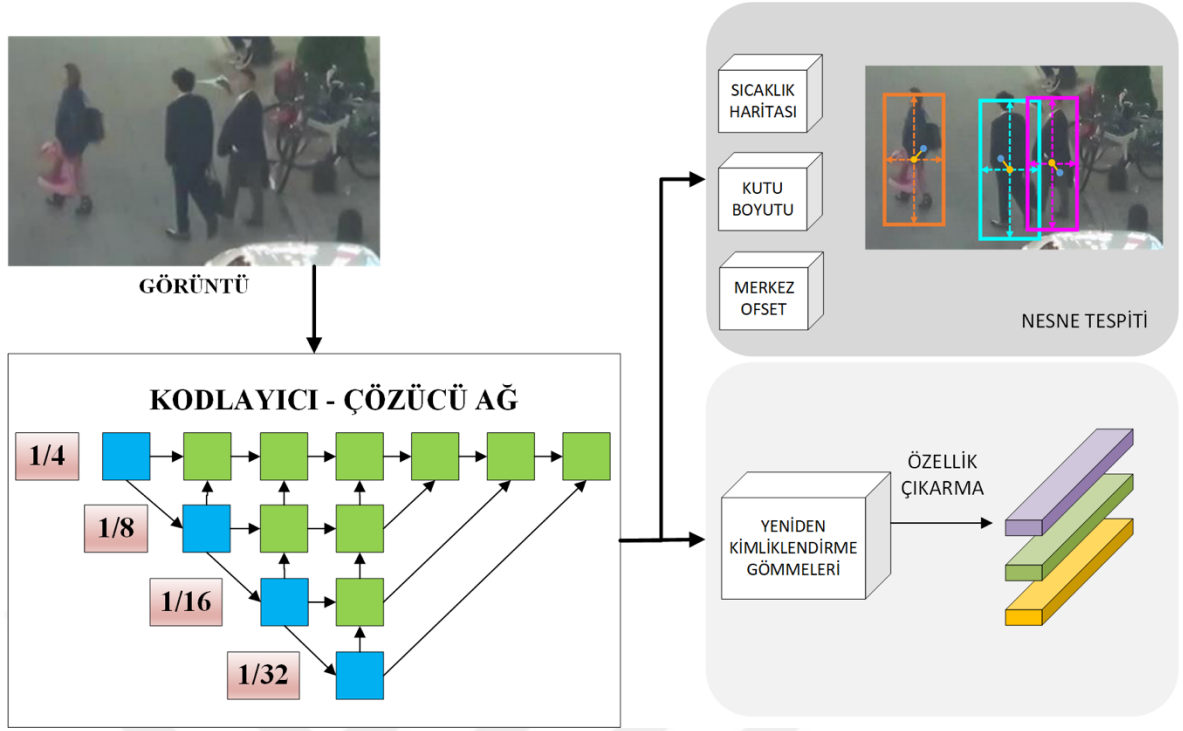 GÖRÜNTÜ
KODLAYICI - ÇÖZÜCÜ AĞ
1/4
1/8
1/16
1/32
SICAKLIK
HARİTASI
KUTU
BOYUTU
MERKEZ
OFSET
NESNE TESPİTİ
YENİDEN
KİMLİKLENDİRME
GÖMMELERİ
ÖZELLİK
ÇIKARMA